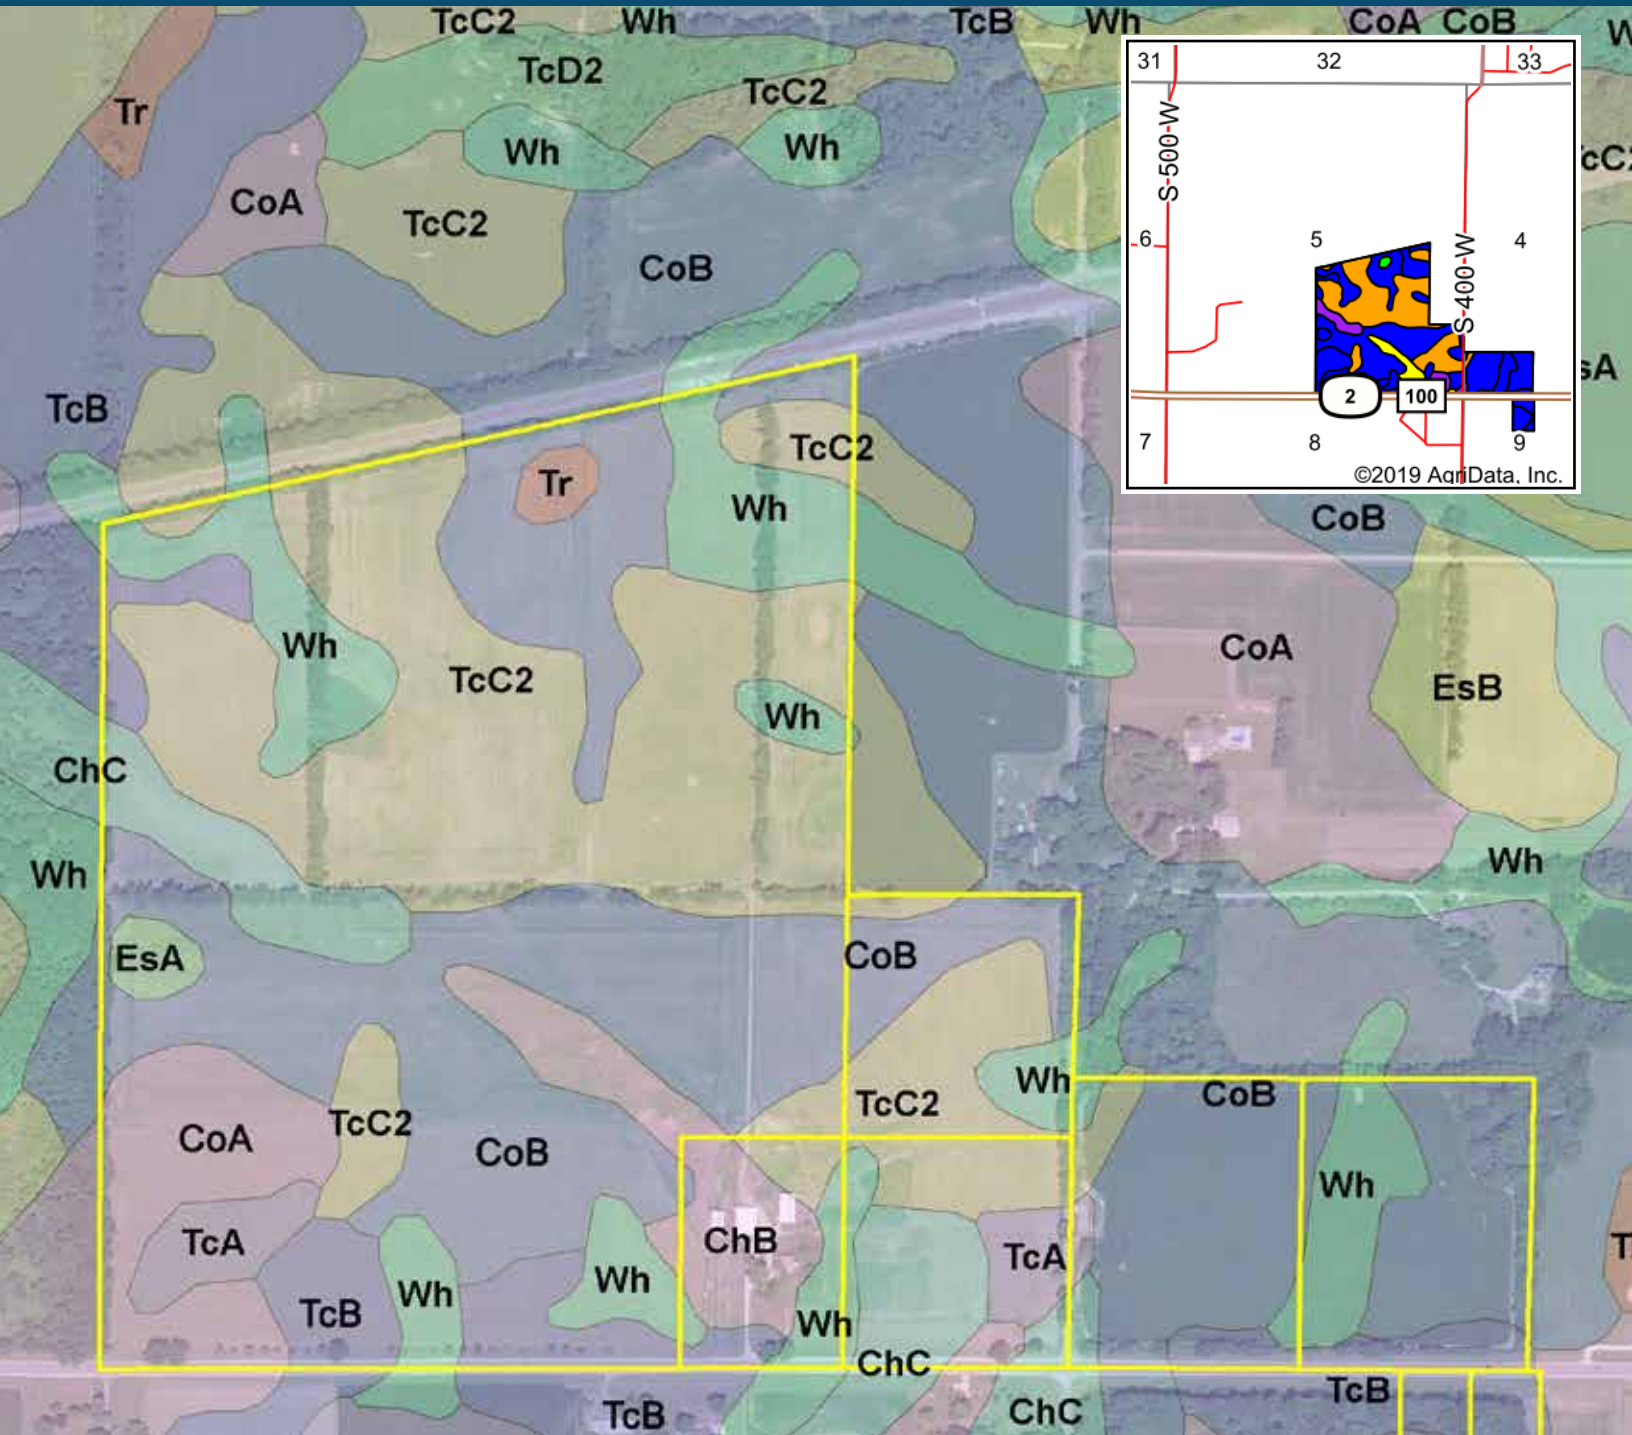 TcC2 Wh TcB Wh CoA CoB W
TcD2
TcC2
Tr
Wh Wh
CoA
TcC2
CoB
TcB
TcC2
Tr
Wh
CoB
CoA
Wh
TcC2
EsB
Wh
ChC
Wh
Wh
EsA
CoB
Wh
CoB
TcC2
TcC2
CoA
CoB
Wh
TcA
ChB
TcA
Wh
Wh
TcB
Wh
ChC
TcB
TcB
ChC
31 32 33
S 500 W
6 5 4
S 400 W
2 100
7 8 9
©2019 AgriData, Inc.
cC2
sA
T